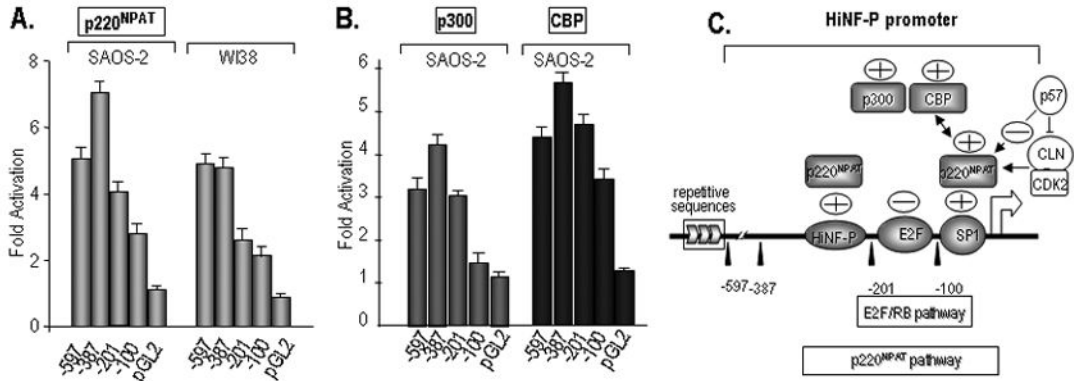 A.
p220NPAT
SAOS-2
WI38
Fold Activation
8
6
4
2
0
-597
-387
-201
-100
pGL2
-597
-387
-201
-100
pGL2
B.
p300
CBP
SAOS-2
SAOS-2
Fold Activation
6
5
4
3
2
1
0
-597
-387
-201
-100
pGL2
-597
-387
-201
-100
pGL2
C.
HiNF-P promoter
+
+
p300
CBP
p57
−
+
p220NPAT
p220NPAT
CLN
CDK2
repetitive
sequences
+
−
+
HiNF-P
E2F
SP1
-597
-387
-201
-100
E2F/RB pathway
p220NPAT pathway